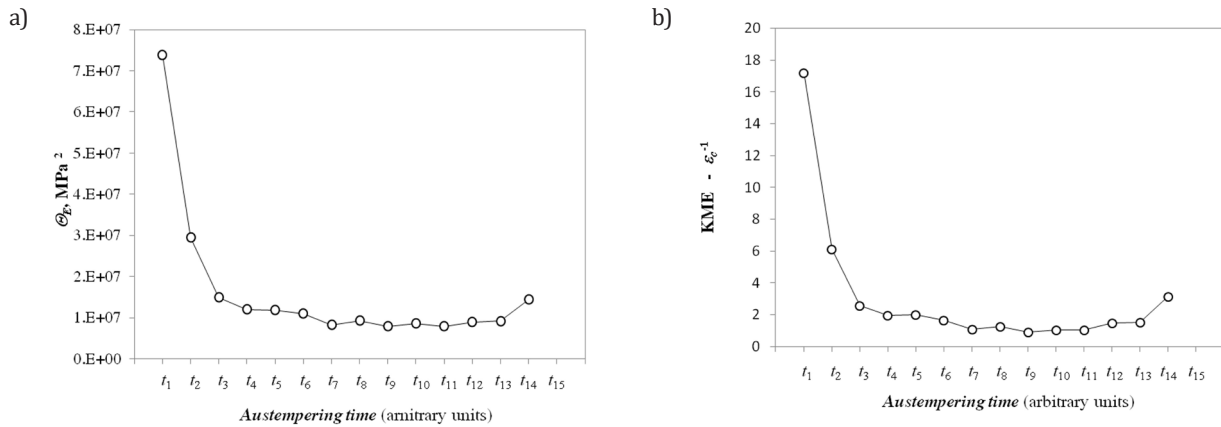 a)
8.E+07
7.E+07
6.E+07
5.E+07
4.E+07
3.E+07
2.E+07
1.E+07
0.E+00
Θ_E, MPa ²
t₁ t₂ t₃ t₄ t₅ t₆ t₇ t₈ t₉ t₁₀ t₁₁ t₁₂ t₁₃ t₁₄ t₁₅
Austempering time (arnitrary units)
b)
20
18
16
14
12
10
8
6
4
2
0
KME - ε_c⁻¹
t₁ t₂ t₃ t₄ t₅ t₆ t₇ t₈ t₉ t₁₀ t₁₁ t₁₂ t₁₃ t₁₄ t₁₅
Austempering time (arbitrary units)